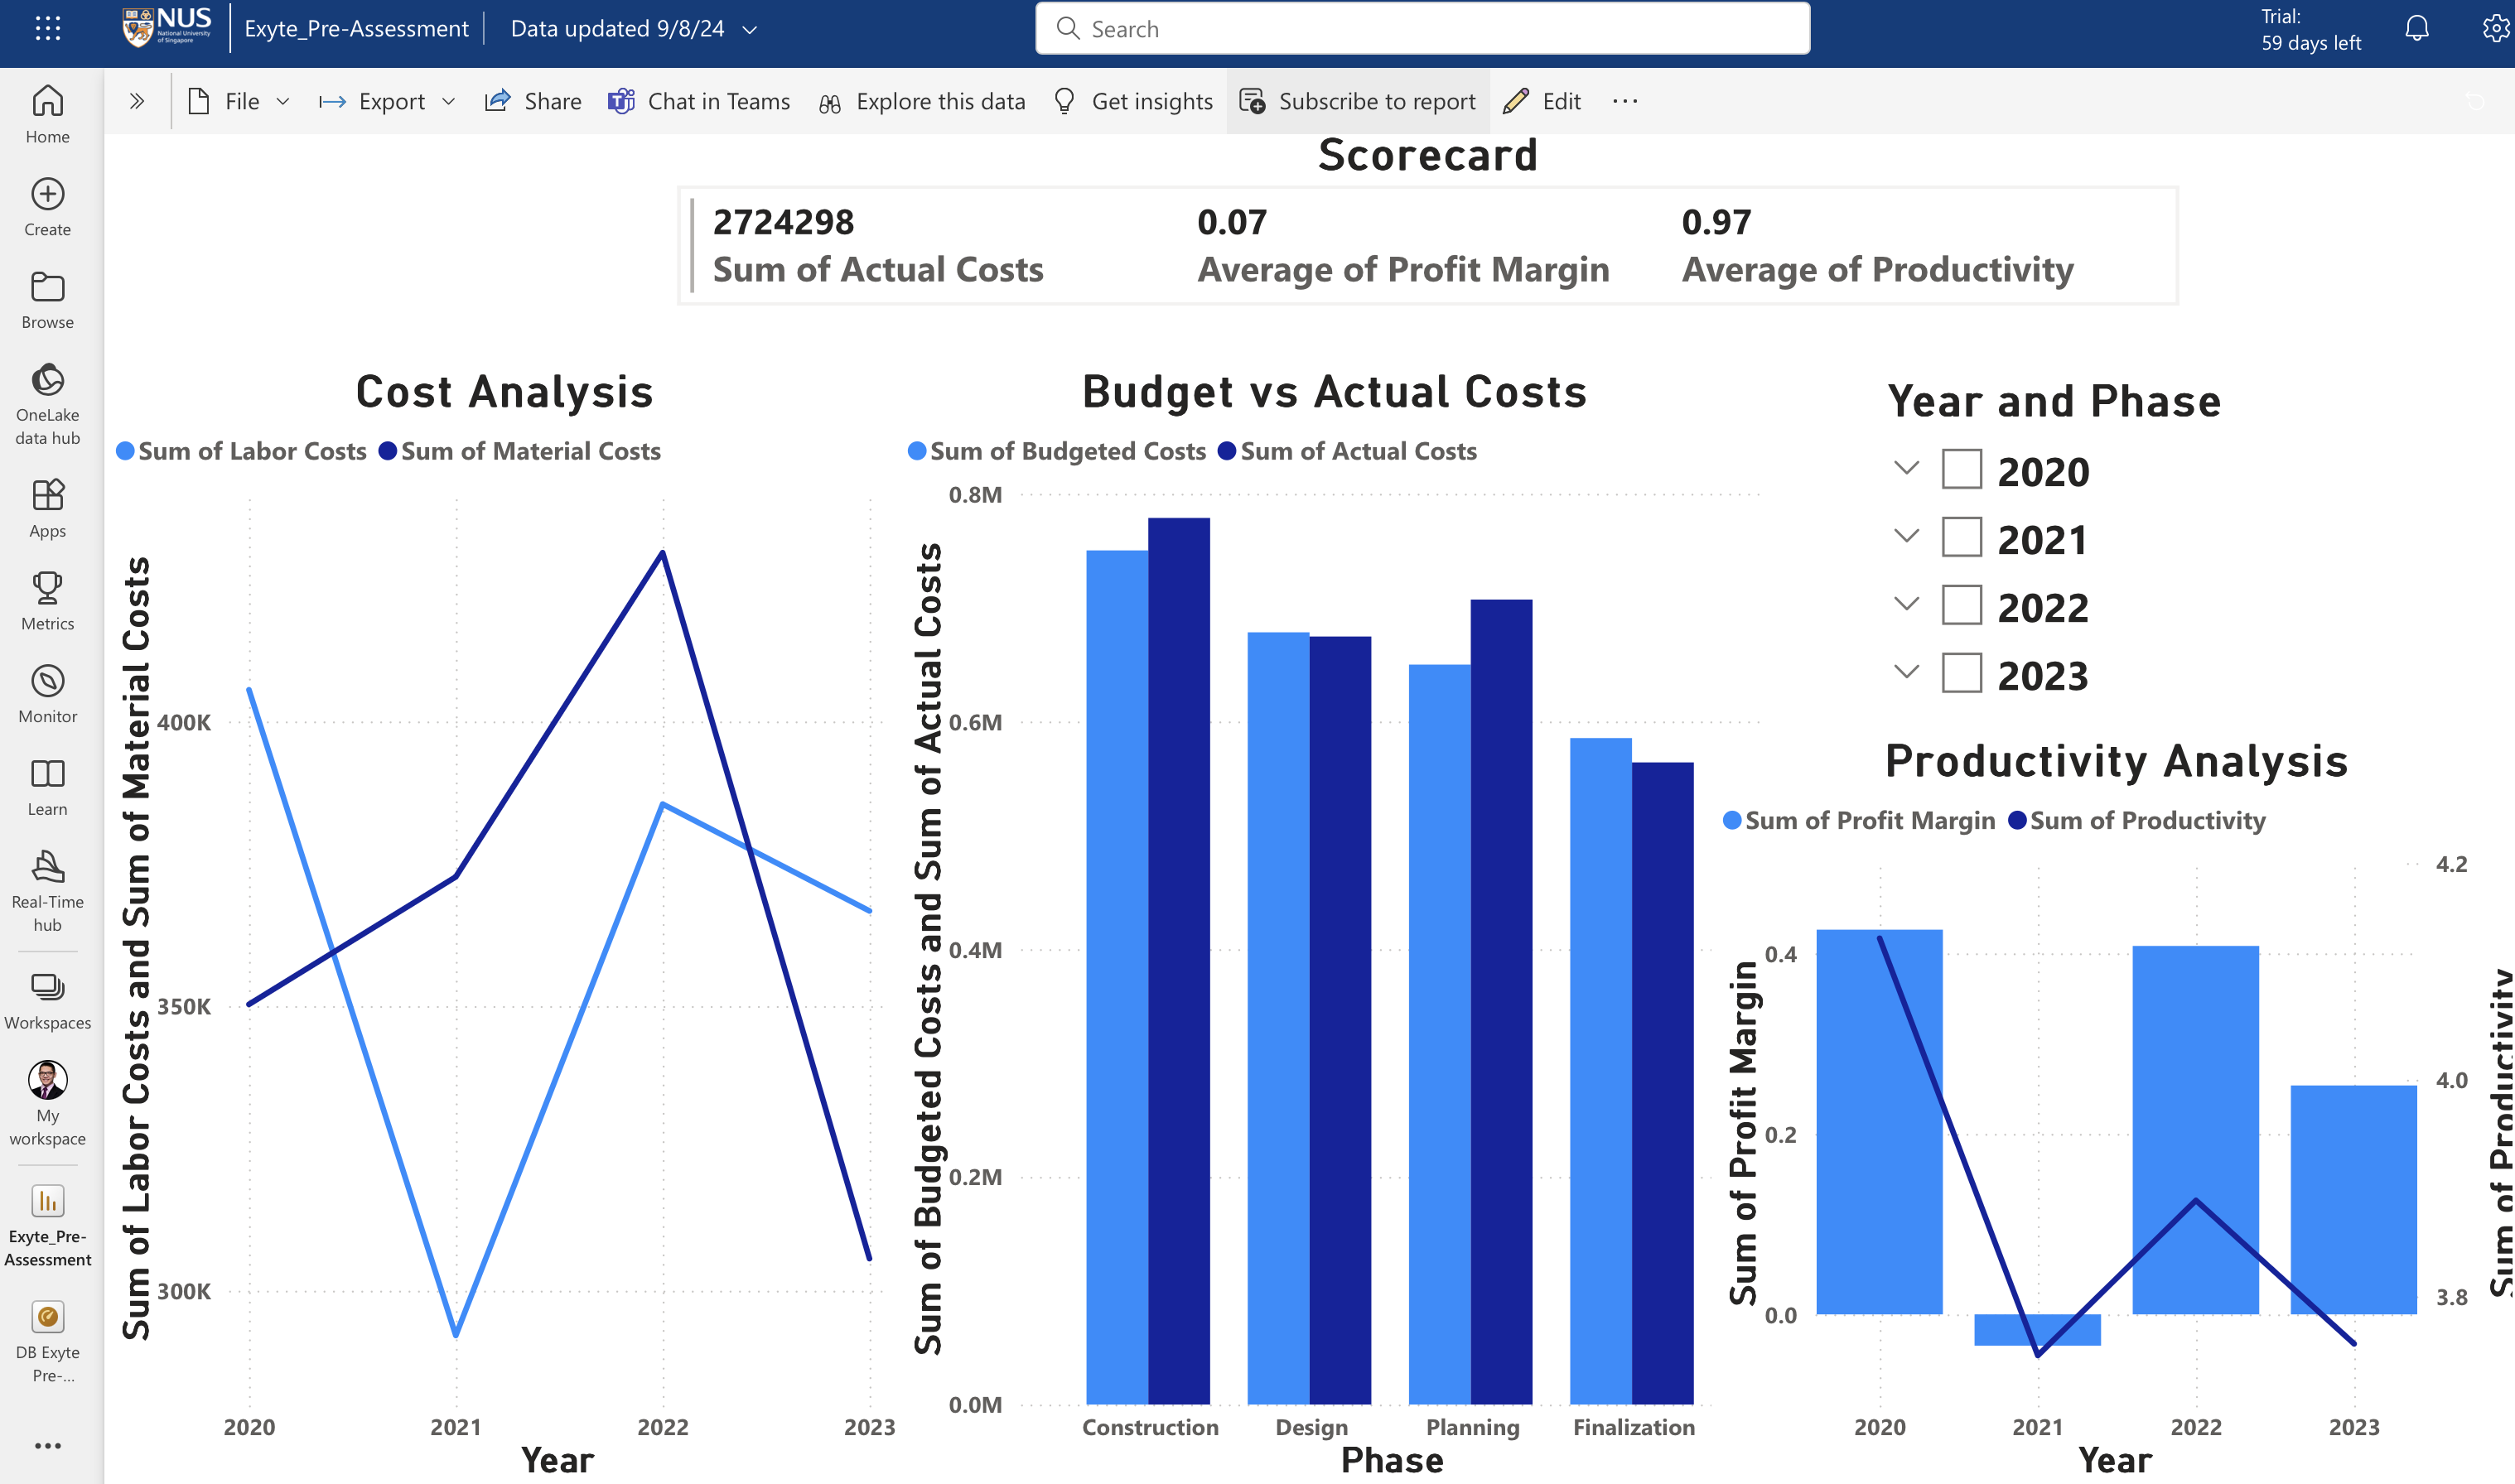 NUS
National University
of Singapore
Exyte_Pre-Assessment
Data updated 9/8/24
Search
Trial:
59 days left
File
Export
Share
Chat in Teams
Explore this data
Get insights
Subscribe to report
Edit
Home
Create
Browse
OneLake
data hub
Apps
Metrics
Monitor
Learn
Real-Time
hub
Workspaces
My
workspace
Exyte_Pre-
Assessment
DB Exyte
Pre-...
Scorecard
2724298
Sum of Actual Costs
0.07
Average of Profit Margin
0.97
Average of Productivity
Cost Analysis
Sum of Labor Costs
Sum of Material Costs
Sum of Labor Costs and Sum of Material Costs
400K
350K
300K
2020
2021
2022
2023
Year
Budget vs Actual Costs
Sum of Budgeted Costs
Sum of Actual Costs
Sum of Budgeted Costs and Sum of Actual Costs
0.8M
0.6M
0.4M
0.2M
0.0M
Construction
Design
Planning
Finalization
Phase
Year and Phase
2020
2021
2022
2023
Productivity Analysis
Sum of Profit Margin
Sum of Productivity
Sum of Profit Margin
0.4
0.2
0.0
4.2
4.0
3.8
Sum of Productivity
2020
2021
2022
2023
Year